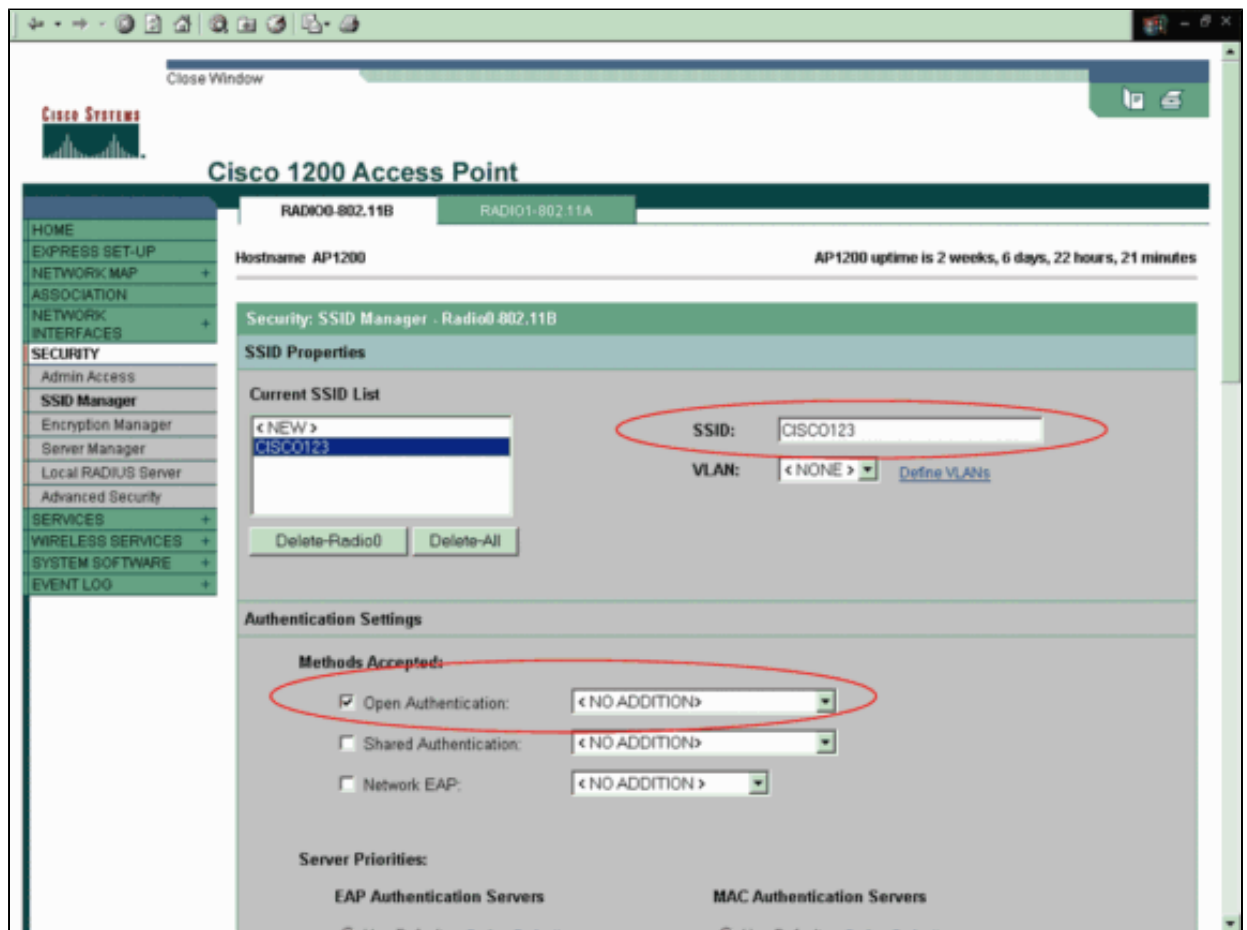 Close Window
CISCO SYSTEMS
Cisco 1200 Access Point
RADIO0-802.11B
RADIO1-802.11A
HOME
EXPRESS SET-UP
NETWORK MAP +
ASSOCIATION
NETWORK
INTERFACES +
SECURITY
Admin Access
SSID Manager
Encryption Manager
Server Manager
Local RADIUS Server
Advanced Security
SERVICES +
WIRELESS SERVICES +
SYSTEM SOFTWARE +
EVENT LOG +
Hostname AP1200
AP1200 uptime is 2 weeks, 6 days, 22 hours, 21 minutes
Security: SSID Manager - Radio0-802.11B
SSID Properties
Current SSID List
< NEW >
CISCO123
Delete-Radio0
Delete-All
SSID: CISCO123
VLAN: < NONE > Define VLANs
Authentication Settings
Methods Accepted:
Open Authentication: < NO ADDITION>
Shared Authentication: < NO ADDITION>
Network EAP: < NO ADDITION >
Server Priorities:
EAP Authentication Servers
MAC Authentication Servers